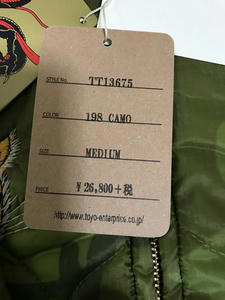 STYLE No. TT13675
COLOR 198 CAMO
SIZE MEDIUM
PRICE ￥26,800+税
http://www.toyo-enterprise.co.jp/